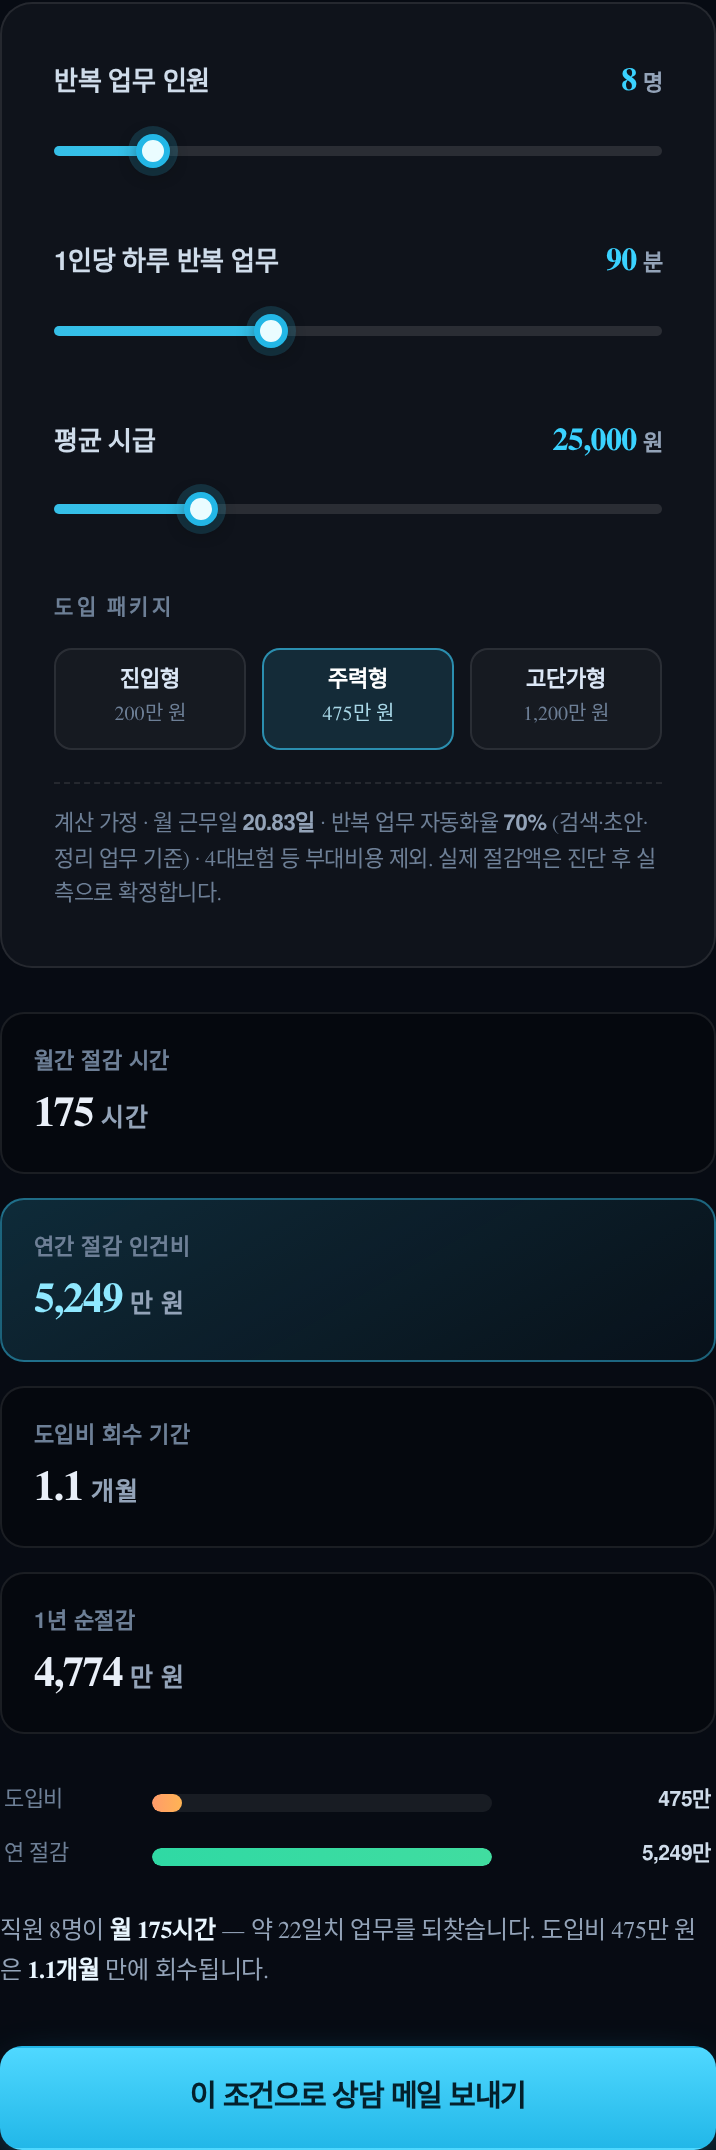 반복 업무 인원 8 명
1인당 하루 반복 업무 90 분
평균 시급 25,000 원
도입 패키지
진입형 주력형 고단가형
200만 원 475만 원 1,200만 원
계산 가정 · 월 근무일 20.83일 · 반복 업무 자동화율 70% (검색·초안·
정리 업무 기준) · 4대보험 등 부대비용 제외. 실제 절감액은 진단 후 실
측으로 확정합니다.
월간 절감 시간
175 시간
연간 절감 인건비
5,249 만 원
도입비 회수 기간
1.1 개월
1년 순절감
4,774 만 원
도입비 475만
연 절감 5,249만
직원 8명이 월 175시간 — 약 22일치 업무를 되찾습니다. 도입비 475만 원
은 1.1개월 만에 회수됩니다.
이 조건으로 상담 메일 보내기